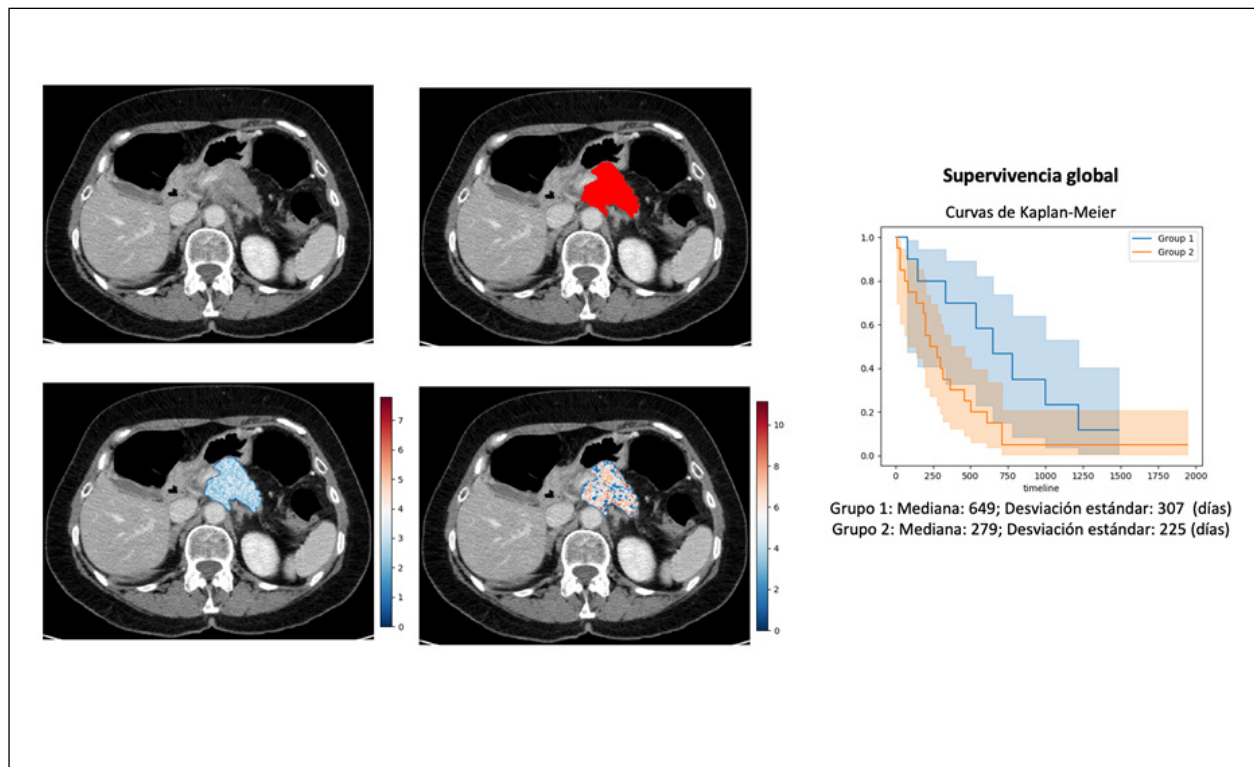 Supervivencia global
Curvas de Kaplan-Meier
1.0
0.8
0.6
0.4
0.2
0.0
Group 1
Group 2
0 250 500 750 1000 1250 1500 1750 2000
timeline
Grupo 1: Mediana: 649; Desviación estándar: 307 (días)
Grupo 2: Mediana: 279; Desviación estándar: 225 (días)
7
6
5
4
3
2
1
0
10
8
6
4
2
0